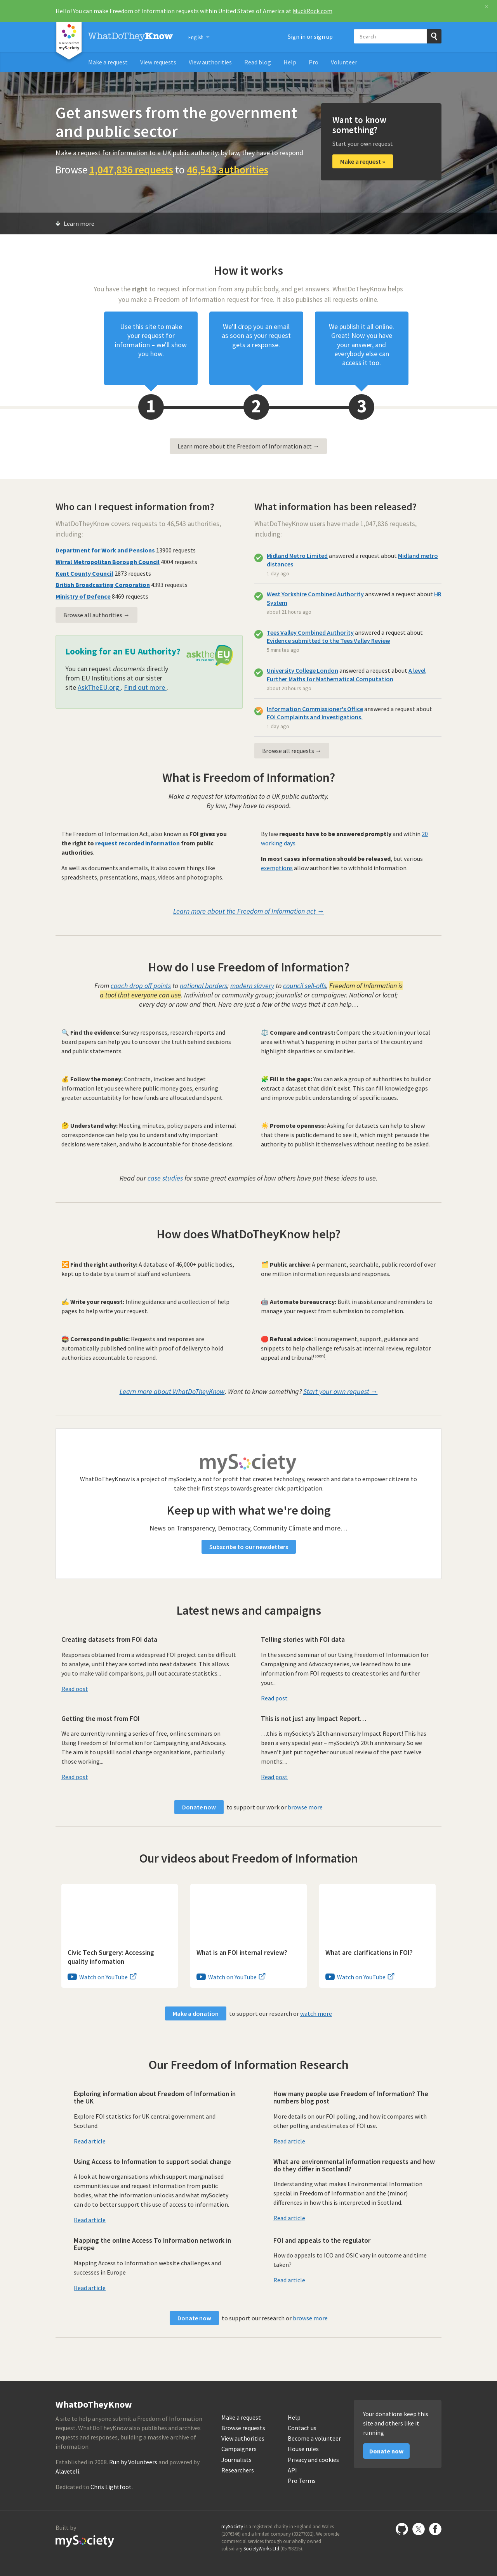 Hello! You can make Freedom of Information requests within United States of America at MuckRock.com
×
mySociety
WhatDoTheyKnow
English
Sign in or sign up
Search
Make a request
View requests
View authorities
Read blog
Help
Pro
Volunteer
Get answers from the government
and public sector
Make a request for information to a UK public authority: by law, they have to respond
Browse 1,047,836 requests to 46,543 authorities
Want to know
something?
Start your own request
Make a request »
Learn more
How it works
You have the right to request information from any public body, and get answers. WhatDoTheyKnow helps
you make a Freedom of Information request for free. It also publishes all requests online.
Use this site to make
your request for
information – we'll show
you how.
We'll drop you an email
as soon as your request
gets a response.
We publish it all online.
Great! Now you have
your answer, and
everybody else can
access it too.
1
2
3
Learn more about the Freedom of Information act →
Who can I request information from?
WhatDoTheyKnow covers requests to 46,543 authorities,
including:
Department for Work and Pensions 13900 requests
Wirral Metropolitan Borough Council 4004 requests
Kent County Council 2873 requests
British Broadcasting Corporation 4393 requests
Ministry of Defence 8469 requests
Browse all authorities →
Looking for an EU Authority?
You can request documents directly
from EU Institutions at our sister
site AskTheEU.org . Find out more .
asktheEU
What information has been released?
WhatDoTheyKnow users have made 1,047,836 requests,
including:
Midland Metro Limited answered a request about Midland metro
distances
1 day ago
West Yorkshire Combined Authority answered a request about HR
System
about 21 hours ago
Tees Valley Combined Authority answered a request about
Evidence submitted to the Tees Valley Review
5 minutes ago
University College London answered a request about A level
Further Maths for Mathematical Computation
about 20 hours ago
Information Commissioner's Office answered a request about
FOI Complaints and Investigations.
1 day ago
Browse all requests →
What is Freedom of Information?
Make a request for information to a UK public authority.
By law, they have to respond.
The Freedom of Information Act, also known as FOI gives you
the right to request recorded information from public
authorities.
As well as documents and emails, it also covers things like
spreadsheets, presentations, maps, videos and photographs.
By law requests have to be answered promptly and within 20
working days.
In most cases information should be released, but various
exemptions allow authorities to withhold information.
Learn more about the Freedom of Information act →
How do I use Freedom of Information?
From coach drop off points to national borders; modern slavery to council sell-offs, Freedom of Information is
a tool that everyone can use. Individual or community group; journalist or campaigner. National or local;
every day or now and then. Here are just a few of the ways that it can help…
🔍 Find the evidence: Survey responses, research reports and
board papers can help you to uncover the truth behind decisions
and public statements.
⚖️ Compare and contrast: Compare the situation in your local
area with what's happening in other parts of the country and
highlight disparities or similarities.
💰 Follow the money: Contracts, invoices and budget
information let you see where public money goes, ensuring
greater accountability for how funds are allocated and spent.
🧩 Fill in the gaps: You can ask a group of authorities to build or
extract a dataset that didn't exist. This can fill knowledge gaps
and improve public understanding of specific issues.
🤔 Understand why: Meeting minutes, policy papers and internal
correspondence can help you to understand why important
decisions were taken, and who is accountable for those decisions.
☀️ Promote openness: Asking for datasets can help to show
that there is public demand to see it, which might persuade the
authority to publish it themselves without needing to be asked.
Read our case studies for some great examples of how others have put these ideas to use.
How does WhatDoTheyKnow help?
🔀 Find the right authority: A database of 46,000+ public bodies,
kept up to date by a team of staff and volunteers.
🗂️ Public archive: A permanent, searchable, public record of over
one million information requests and responses.
✍️ Write your request: Inline guidance and a collection of help
pages to help write your request.
🤖 Automate bureaucracy: Built in assistance and reminders to
manage your request from submission to completion.
📯 Correspond in public: Requests and responses are
automatically published online with proof of delivery to hold
authorities accountable to respond.
🛑 Refusal advice: Encouragement, support, guidance and
snippets to help challenge refusals at internal review, regulator
appeal and tribunal(soon).
Learn more about WhatDoTheyKnow. Want to know something? Start your own request →
mySociety
WhatDoTheyKnow is a project of mySociety, a not for profit that creates technology, research and data to empower citizens to
take their first steps towards greater civic participation.
Keep up with what we're doing
News on Transparency, Democracy, Community Climate and more…
Subscribe to our newsletters
Latest news and campaigns
Creating datasets from FOI data
Responses obtained from a widespread FOI project can be difficult
to analyse, until they are sorted into neat datasets. This allows
you to make valid comparisons, pull out accurate statistics...
Read post
Telling stories with FOI data
In the second seminar of our Using Freedom of Information for
Campaigning and Advocacy series, we learned how to use
information from FOI requests to create stories and further
your...
Read post
Getting the most from FOI
We are currently running a series of free, online seminars on
Using Freedom of Information for Campaigning and Advocacy.
The aim is to upskill social change organisations, particularly
those working...
Read post
This is not just any Impact Report…
…this is mySociety's 20th anniversary Impact Report! This has
been a very special year – mySociety's 20th anniversary. So we
haven't just put together our usual review of the past twelve
months:...
Read post
Donate now to support our work or browse more
Our videos about Freedom of Information
Civic Tech Surgery: Accessing
quality information
Watch on YouTube
What is an FOI internal review?
Watch on YouTube
What are clarifications in FOI?
Watch on YouTube
Make a donation to support our research or watch more
Our Freedom of Information Research
Exploring information about Freedom of Information in
the UK
Explore FOI statistics for UK central government and
Scotland.
Read article
How many people use Freedom of Information? The
numbers blog post
More details on our FOI polling, and how it compares with
other polling and estimates of FOI use.
Read article
Using Access to Information to support social change
A look at how organisations which support marginalised
communities use and request information from public
bodies, what the information unlocks and what mySociety
can do to better support this use of access to information.
Read article
What are environmental information requests and how
do they differ in Scotland?
Understanding what makes Environmental Information
special in Freedom of Information and the (minor)
differences in how this is interpreted in Scotland.
Read article
Mapping the online Access To Information network in
Europe
Mapping Access to Information website challenges and
successes in Europe
Read article
FOI and appeals to the regulator
How do appeals to ICO and OSIC vary in outcome and time
taken?
Read article
Donate now to support our research or browse more
WhatDoTheyKnow
A site to help anyone submit a Freedom of Information
request. WhatDoTheyKnow also publishes and archives
requests and responses, building a massive archive of
information.
Established in 2008. Run by Volunteers and powered by
Alaveteli.
Dedicated to Chris Lightfoot.
Make a request
Browse requests
View authorities
Campaigners
Journalists
Researchers
Help
Contact us
Become a volunteer
House rules
Privacy and cookies
API
Pro Terms
Your donations keep this
site and others like it
running
Donate now
Built by
mySociety
mySociety is a registered charity in England and Wales
(1076346) and a limited company (03277032). We provide
commercial services through our wholly owned
subsidiary SocietyWorks Ltd (05798215).